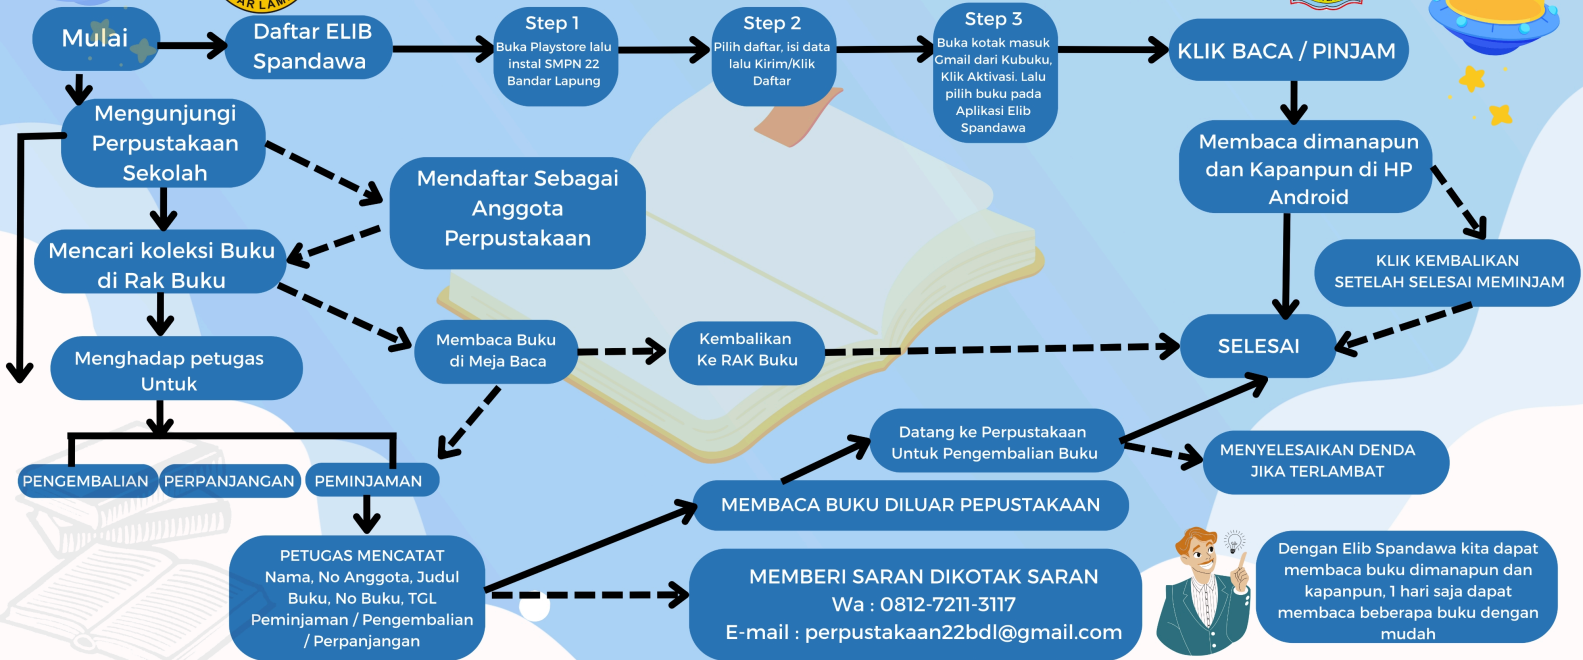 AR LAM
Mulai
Daftar ELIB
Spandawa
Step 1
Buka Playstore lalu
instal SMPN 22
Bandar Lapung
Step 2
Pilih daftar, isi data
lalu Kirim/Klik
Daftar
Step 3
Buka kotak masuk
Gmail dari Kubuku,
Klik Aktivasi. Lalu
pilih buku pada
Aplikasi Elib
Spandawa
KLIK BACA / PINJAM
Mengunjungi
Perpustakaan
Sekolah
Mendaftar Sebagai
Anggota
Perpustakaan
Membaca dimanapun
dan Kapanpun di HP
Android
Mencari koleksi Buku
di Rak Buku
KLIK KEMBALIKAN
SETELAH SELESAI MEMINJAM
Menghadap petugas
Untuk
Membaca Buku
di Meja Baca
Kembalikan
Ke RAK Buku
SELESAI
Datang ke Perpustakaan
Untuk Pengembalian Buku
MENYELESAIKAN DENDA
JIKA TERLAMBAT
PENGEMBALIAN
PERPANJANGAN
PEMINJAMAN
MEMBACA BUKU DILUAR PEPUSTAKAAN
PETUGAS MENCATAT
Nama, No Anggota, Judul
Buku, No Buku, TGL
Peminjaman / Pengembalian
/ Perpanjangan
MEMBERI SARAN DIKOTAK SARAN
Wa : 0812-7211-3117
E-mail : perpustakaan22bdl@gmail.com
Dengan Elib Spandawa kita dapat
membaca buku dimanapun dan
kapanpun, 1 hari saja dapat
membaca beberapa buku dengan
mudah